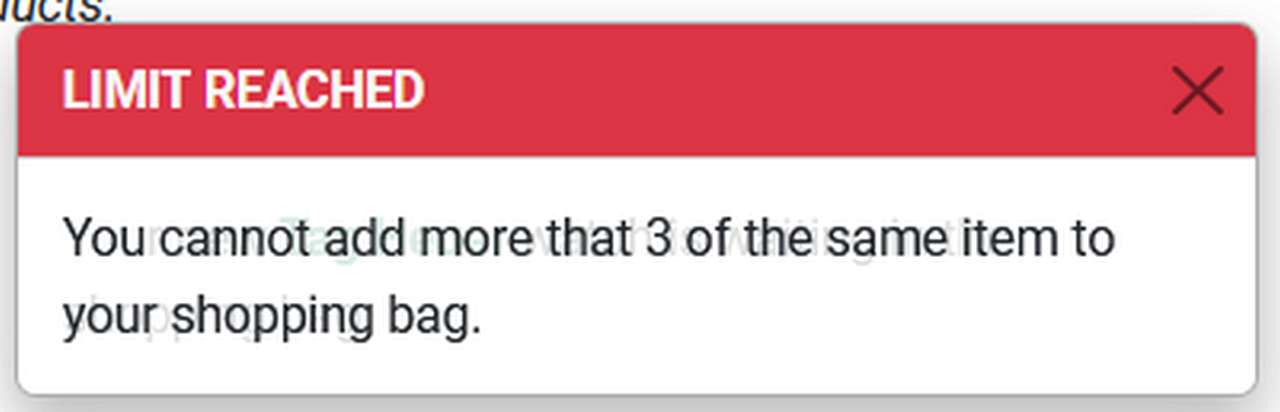 ducts.
LIMIT REACHED
You cannot add more that 3 of the same item to
your shopping bag.